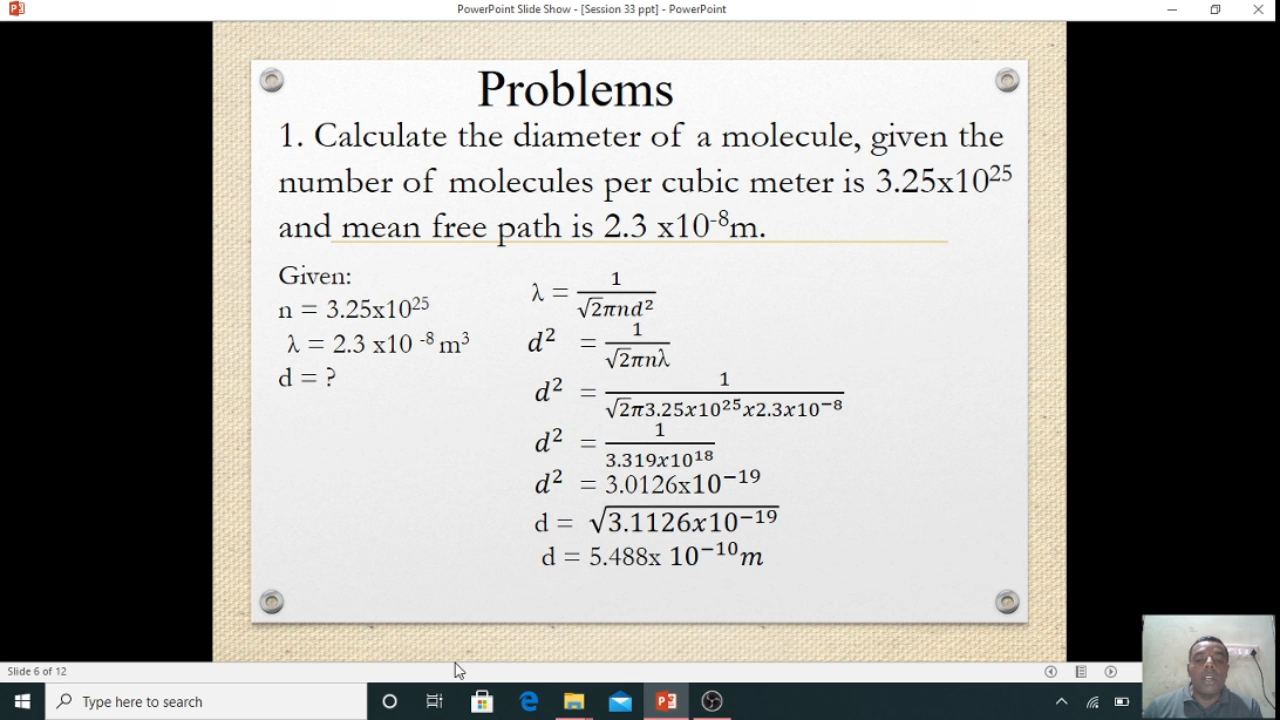 PowerPoint Slide Show - [Session 33 ppt] - PowerPoint
Problems
1. Calculate the diameter of a molecule, given the
number of molecules per cubic meter is 3.25x10²⁵
and mean free path is 2.3 x10⁻⁸m.
Given:
n = 3.25x10²⁵
λ = 2.3 x10 ⁻⁸ m³
d = ?
λ = 1/(√2πnd²)
d² = 1/(√2πnλ)
d² = 1/(√2π3.25x10²⁵x2.3x10⁻⁸)
d² = 1/(3.319x10¹⁸)
d² = 3.0126x10⁻¹⁹
d = √(3.1126x10⁻¹⁹)
d = 5.488x 10⁻¹⁰m
Slide 6 of 12
Type here to search